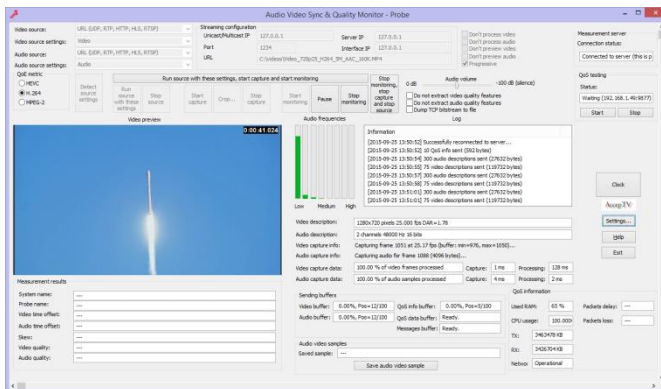 Audio Video Sync & Quality Monitor - Probe
Video source: URL (UDP, RTP, HTTP, HLS, RTSP)
Video source settings: Video
Audio source: URL (UDP, RTP, HTTP, HLS, RTSP)
Audio source settings: Audio
Streaming configuration
Unicast/Multicast IP 127.0.0.1 Server IP 127.0.0.1
Port 1234 Interface IP 127.0.0.1
URL
Don't process video
Don't process audio
Don't preview video
Don't preview audio
Progressive
Measurement server
Connection status:
Connected to server (this is p
QoE metric
HEVC
H.264
MPEG-2
Detect source settings
Run source with these settings, start capture and start monitoring
Run source with these settings
Stop source
Start capture
Crop...
Stop capture
Start monitoring
Pause
Stop monitoring
Stop monitoring, stop capture and stop source
0 dB Audio volume -100 dB (silence)
Do not extract video quality features
Do not extract audio quality features
Dump TCP bitstream to file
QoS testing
Status:
Waiting (192.168.1.49:9877)
Start Stop
Video preview
0:00:41.024
Audio frequencies
Low Medium High
Log
Information
[2015-09-25 13:50:52] Successfully reconnected to server...
[2015-09-25 13:50:52] 10 QoS info sent (592 bytes)
[2015-09-25 13:50:54] 300 audio descriptions sent (27632 bytes)
[2015-09-25 13:50:55] 75 video descriptions sent (119732 bytes)
[2015-09-25 13:50:57] 300 audio descriptions sent (27632 bytes)
[2015-09-25 13:50:58] 75 video descriptions sent (119732 bytes)
[2015-09-25 13:51:01] 300 audio descriptions sent (27632 bytes)
[2015-09-25 13:51:01] 75 video descriptions sent (119732 bytes)
Clock
AccepTV
Settings...
Help
Exit
Video description: 1280x720 pixels 25.000 fps DAR=1.78
Audio description: 2 channels 48000 Hz 16 bits
Video capture info: Capturing frame 1051 at 25.17 fps (buffer: min=976, max=1050)...
Audio capture info: Capturing audio for frame 1088 (4096 bytes)...
Video capture data: 100.00 % of video frames processed Capture: 1 ms Processing: 128 ms
Audio capture data: 100.00 % of audio samples processed Capture: 4 ms Processing: 2 ms
Measurement results
System name: ---
Probe name: ---
Video time offset: ---
Audio time offset: ---
Skew: ---
Video quality: ---
Audio quality: ---
Sending buffers
Video buffer: 0.00%, Pos=12/100 QoS info buffer: 0.00%, Pos=3/100
Audio buffer: 0.00%, Pos=12/100 QoS data buffer: Ready.
Messages buffer: Ready.
Audio video samples
Saved sample: ---
Save audio video sample
QoS information
Used RAM: 60 % Packets delay: ---
CPU usage: 100.000 Packets loss: ---
TX: 3463476 KB
RX: 3426704 KB
Networ Operational